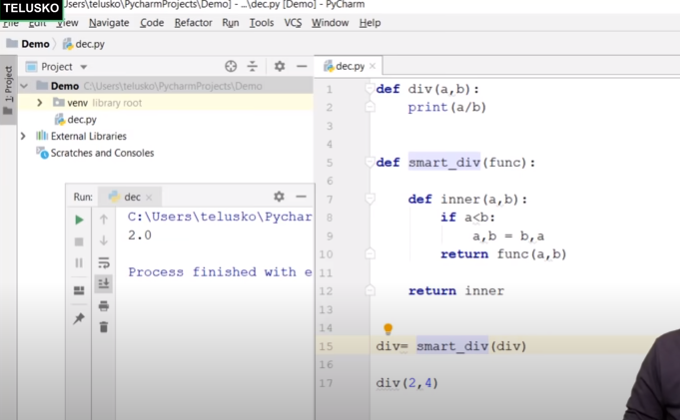 TELUSKO
\Users\telusko\PycharmProjects\Demo] - ...\dec.py [Demo] - PyCharm
File Edit View Navigate Code Refactor Run Tools VCS Window Help
Demo dec.py
1: Project
Project
Demo C:\Users\telusko\PycharmProjects\Demo
venv library root
dec.py
External Libraries
Scratches and Consoles
Run: dec
C:\Users\telusko\Pychar
2.0
Process finished with e
dec.py
1 def div(a,b):
2 print(a/b)
3
4
5 def smart_div(func):
6
7 def inner(a,b):
8 if a<b:
9 a,b = b,a
10 return func(a,b)
11
12 return inner
13
14
15 div= smart_div(div)
16
17 div(2,4)